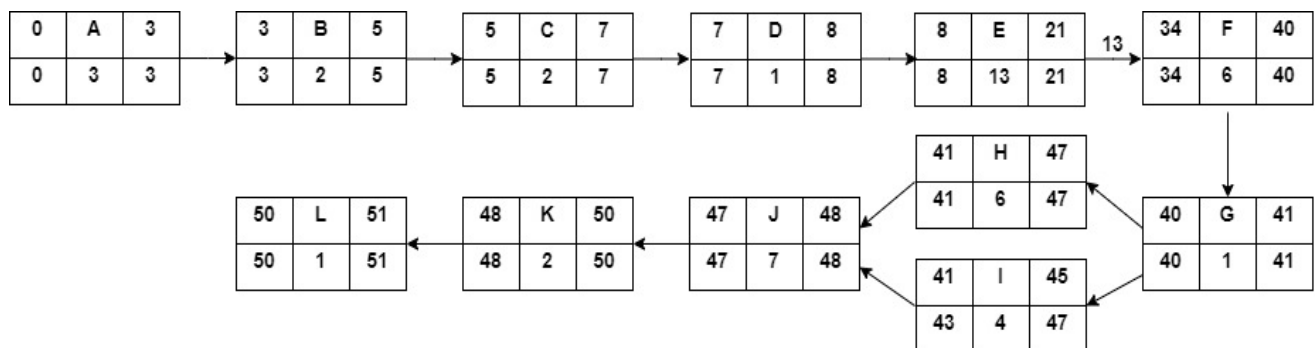 0 A 3
0 3 3
3 B 5
3 2 5
5 C 7
5 2 7
7 D 8
7 1 8
8 E 21
8 13 21
13
34 F 40
34 6 40
41 H 47
41 6 47
50 L 51
50 1 51
48 K 50
48 2 50
47 J 48
47 7 48
40 G 41
40 1 41
41 I 45
43 4 47